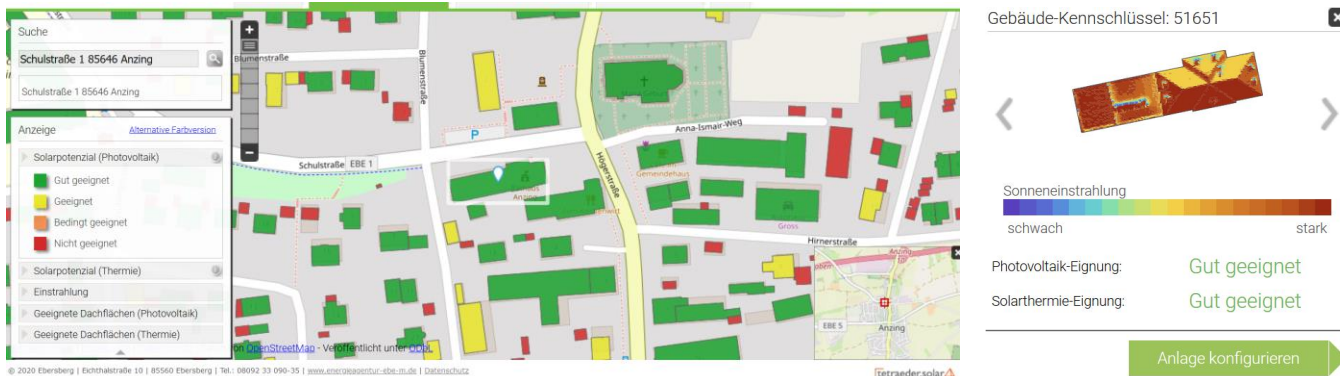 Suche
Schulstraße 1 85646 Anzing
Schulstraße 1 85646 Anzing
Anzeige
Alternative Farbversion
Solarpotenzial (Photovoltaik)
Gut geeignet
Geeignet
Bedingt geeignet
Nicht geeignet
Solarpotenzial (Thermie)
Einstrahlung
Geeignete Dachflächen (Photovoltaik)
Geeignete Dachflächen (Thermie)
Blumenstraße
Blumenstraße
P
Schulstraße EBE 1
Anna-Ismair-Weg
Högerstraße
Gemeindehaus
Anzing
Gross
Hirnerstraße
Anzing
EBE 5
Anzing
OpenStreetMap - Veröffentlicht unter ODbL
© 2020 Ebersberg | Eichthalstraße 10 | 85560 Ebersberg | Tel.: 08092 33 090-35 | www.energieagentur-ebe-m.de | Datenschutz
tetraeder.solar
Gebäude-Kennschlüssel: 51651
Sonneneinstrahlung
schwach stark
Photovoltaik-Eignung: Gut geeignet
Solarthermie-Eignung: Gut geeignet
Anlage konfigurieren